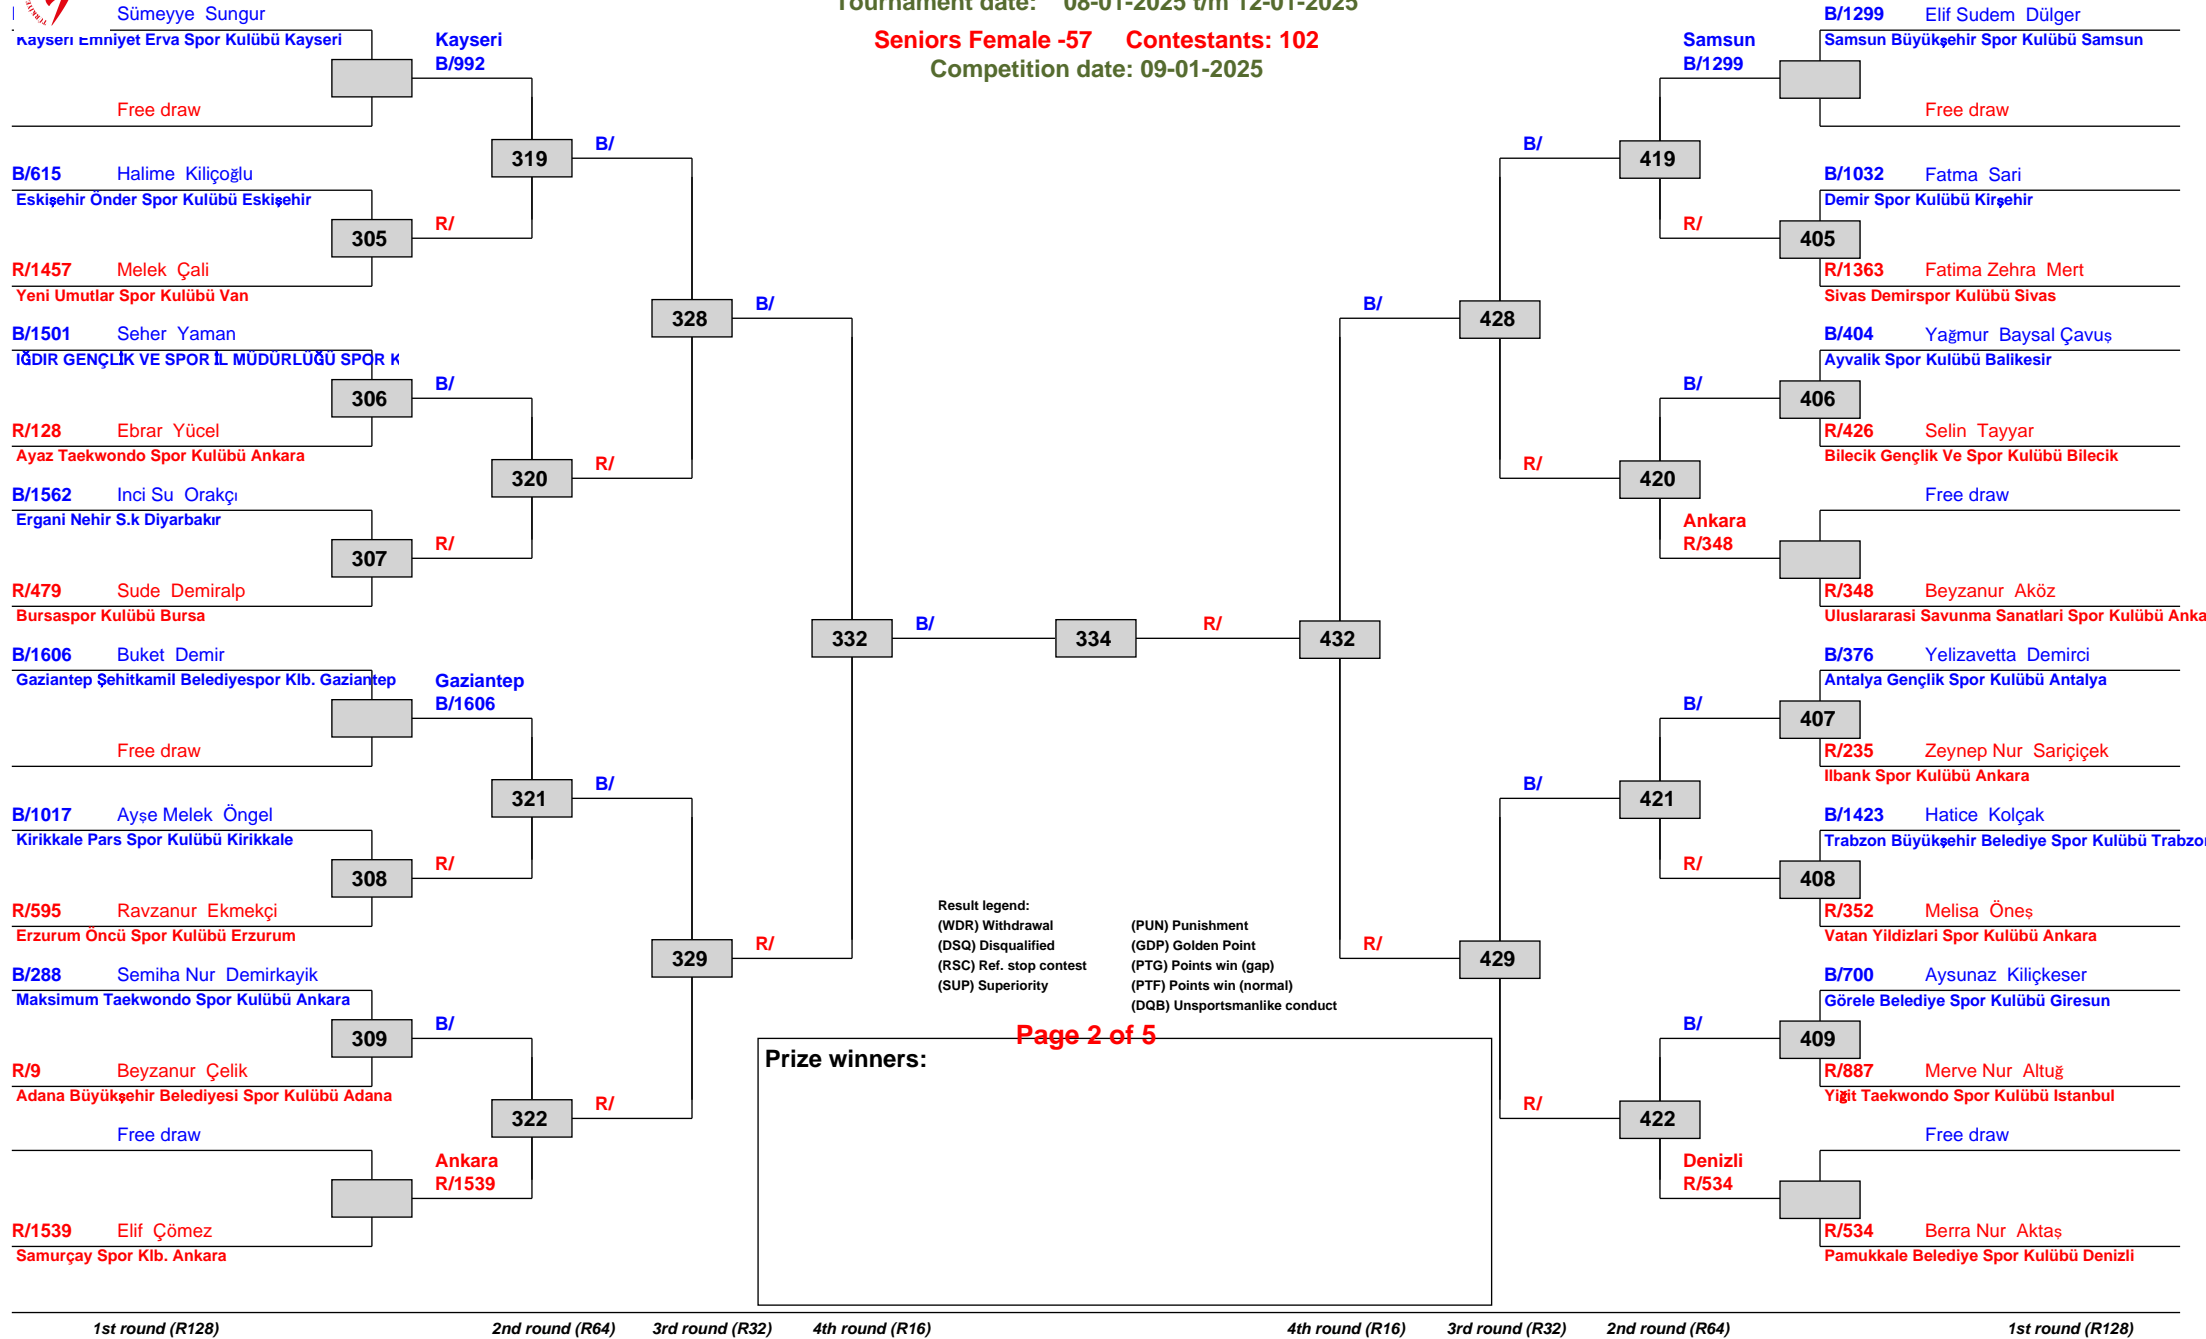 Tournament date: 08-01-2025 t/m 12-01-2025
Seniors Female -57 Contestants: 102
Competition date: 09-01-2025
Sümeyye Sungur
Kayseri Emniyet Erva Spor Kulübü Kayseri
Kayseri
B/992
Free draw
319
B/
B/615 Halime Kiliçoğlu
Eskişehir Önder Spor Kulübü Eskişehir
305
R/
R/1457 Melek Çali
Yeni Umutlar Spor Kulübü Van
328
B/
B/1501 Seher Yaman
IĞDIR GENÇLİK VE SPOR İL MÜDÜRLÜĞÜ SPOR K
306
B/
R/128 Ebrar Yücel
Ayaz Taekwondo Spor Kulübü Ankara
320
R/
B/1562 Inci Su Orakçı
Ergani Nehir S.k Diyarbakır
307
R/
R/479 Sude Demiralp
Bursaspor Kulübü Bursa
332
B/
334
R/
432
B/1606 Buket Demir
Gaziantep Şehitkamil Belediyespor Klb. Gaziantep
Gaziantep
B/1606
Free draw
321
B/
B/1017 Ayşe Melek Öngel
Kirikkale Pars Spor Kulübü Kirikkale
308
R/
R/595 Ravzanur Ekmekçi
Erzurum Öncü Spor Kulübü Erzurum
329
R/
B/288 Semiha Nur Demirkayik
Maksimum Taekwondo Spor Kulübü Ankara
309
B/
R/9 Beyzanur Çelik
Adana Büyükşehir Belediyesi Spor Kulübü Adana
322
R/
Free draw
Ankara
R/1539
R/1539 Elif Çömez
Samurçay Spor Klb. Ankara
B/1299 Elif Sudem Dülger
Samsun Büyükşehir Spor Kulübü Samsun
Samsun
B/1299
Free draw
B/
419
B/1032 Fatma Sari
Demir Spor Kulübü Kirşehir
R/
405
R/1363 Fatima Zehra Mert
Sivas Demirspor Kulübü Sivas
B/
428
B/404 Yağmur Baysal Çavuş
Ayvalik Spor Kulübü Balikesir
B/
406
R/426 Selin Tayyar
Bilecik Gençlik Ve Spor Kulübü Bilecik
R/
420
Free draw
Ankara
R/348
R/348 Beyzanur Aköz
Uluslararasi Savunma Sanatlari Spor Kulübü Anka
B/376 Yelizavetta Demirci
Antalya Gençlik Spor Kulübü Antalya
B/
407
R/235 Zeynep Nur Sariçiçek
Ilbank Spor Kulübü Ankara
B/
421
B/1423 Hatice Kolçak
Trabzon Büyükşehir Belediye Spor Kulübü Trabzon
R/
408
R/352 Melisa Öneş
Vatan Yildizlari Spor Kulübü Ankara
R/
429
B/700 Aysunaz Kiliçkeser
Görele Belediye Spor Kulübü Giresun
B/
409
R/887 Merve Nur Altuğ
Yiğit Taekwondo Spor Kulübü Istanbul
R/
422
Free draw
Denizli
R/534
R/534 Berra Nur Aktaş
Pamukkale Belediye Spor Kulübü Denizli
Result legend:
(WDR) Withdrawal (PUN) Punishment
(DSQ) Disqualified (GDP) Golden Point
(RSC) Ref. stop contest (PTG) Points win (gap)
(SUP) Superiority (PTF) Points win (normal)
(DQB) Unsportsmanlike conduct
Page 2 of 5
Prize winners:
1st round (R128) 2nd round (R64) 3rd round (R32) 4th round (R16) 4th round (R16) 3rd round (R32) 2nd round (R64) 1st round (R128)